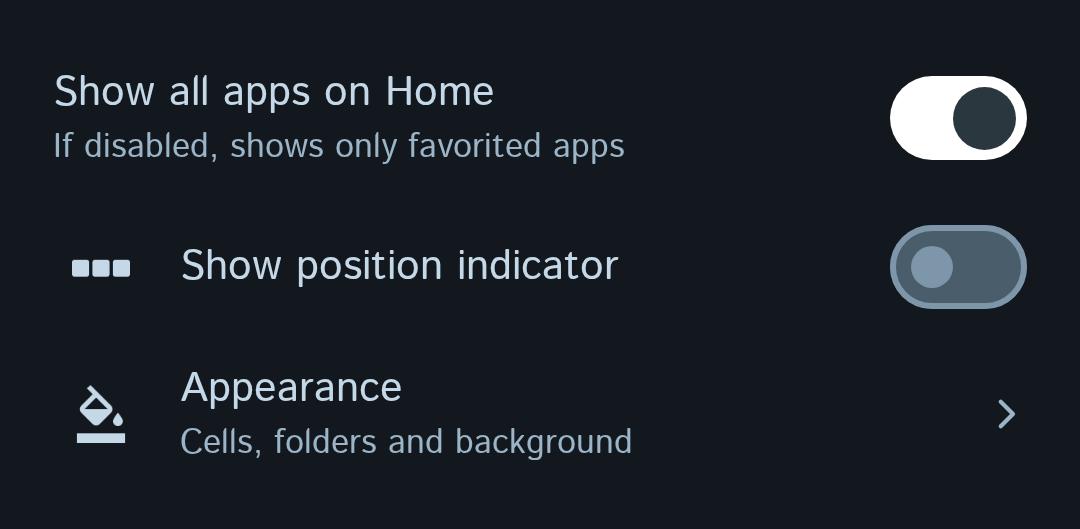 Show all apps on Home
If disabled, shows only favorited apps
Show position indicator
Appearance
Cells, folders and background